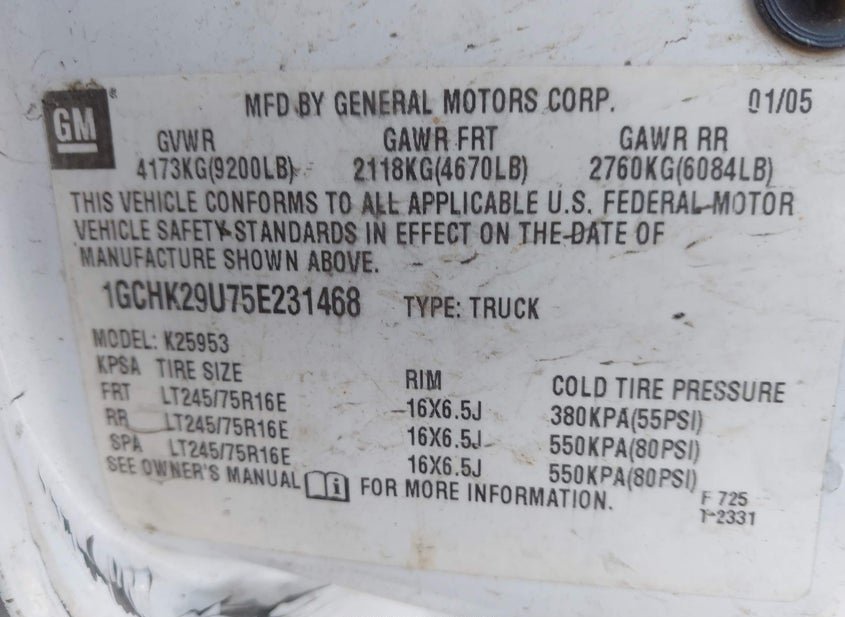 GM® MFD BY GENERAL MOTORS CORP. 01/05
GVWR GAWR FRT GAWR RR
4173KG(9200LB) 2118KG(4670LB) 2760KG(6084LB)
THIS VEHICLE CONFORMS TO ALL APPLICABLE U.S. FEDERAL MOTOR
VEHICLE SAFETY STANDARDS IN EFFECT ON THE DATE OF
MANUFACTURE SHOWN ABOVE.
1GCHK29U75E231468 TYPE: TRUCK
MODEL: K25953
KPSA TIRE SIZE RIM COLD TIRE PRESSURE
FRT LT245/75R16E 16X6.5J 380KPA(55PSI)
RR LT245/75R16E 16X6.5J 550KPA(80PSI)
SPA LT245/75R16E 16X6.5J 550KPA(80PSI)
SEE OWNER'S MANUAL i FOR MORE INFORMATION.
F 725
T 2331